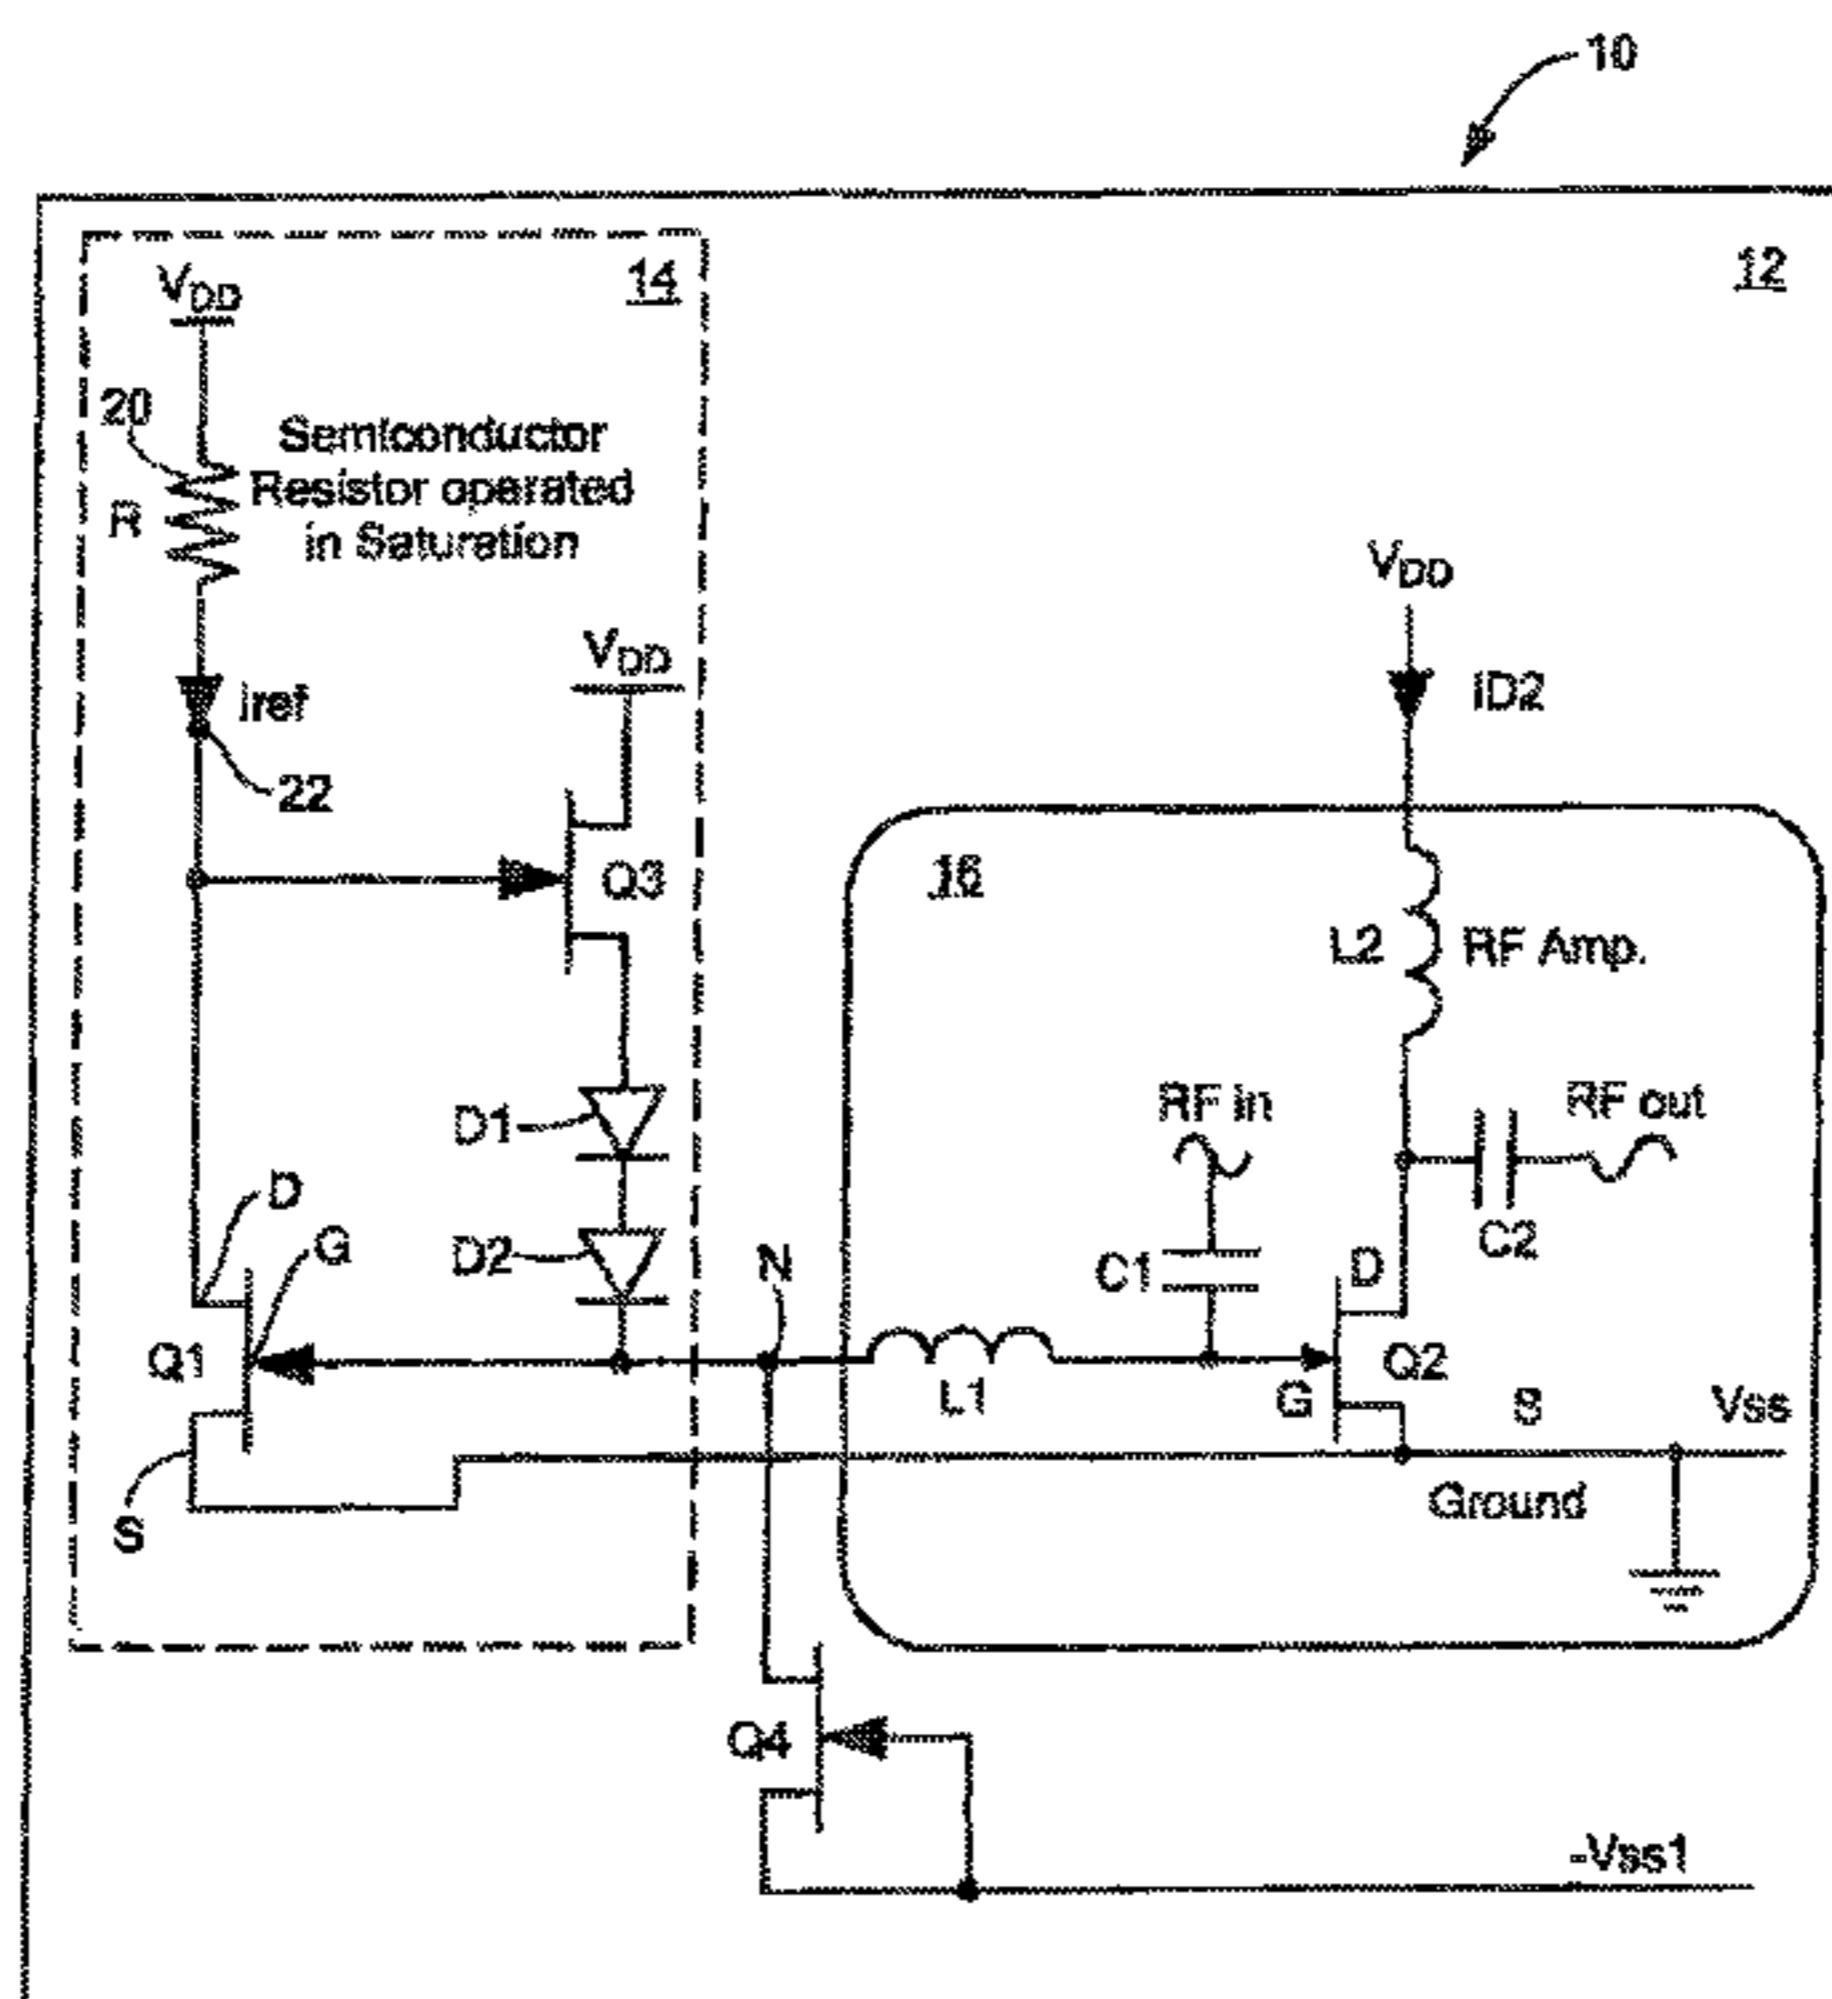 10
12
14
VDD
20
Semiconductor
Resistor operated
in Saturation
R
VDD
Iref
22
Q3
VDD
ID2
16
L2
RF Amp.
D1
RF in
RF out
D
G
D2
N
C1
D
C2
Q1
L1
G
Q2
S
Vss
S
Ground
Q4
-Vss1